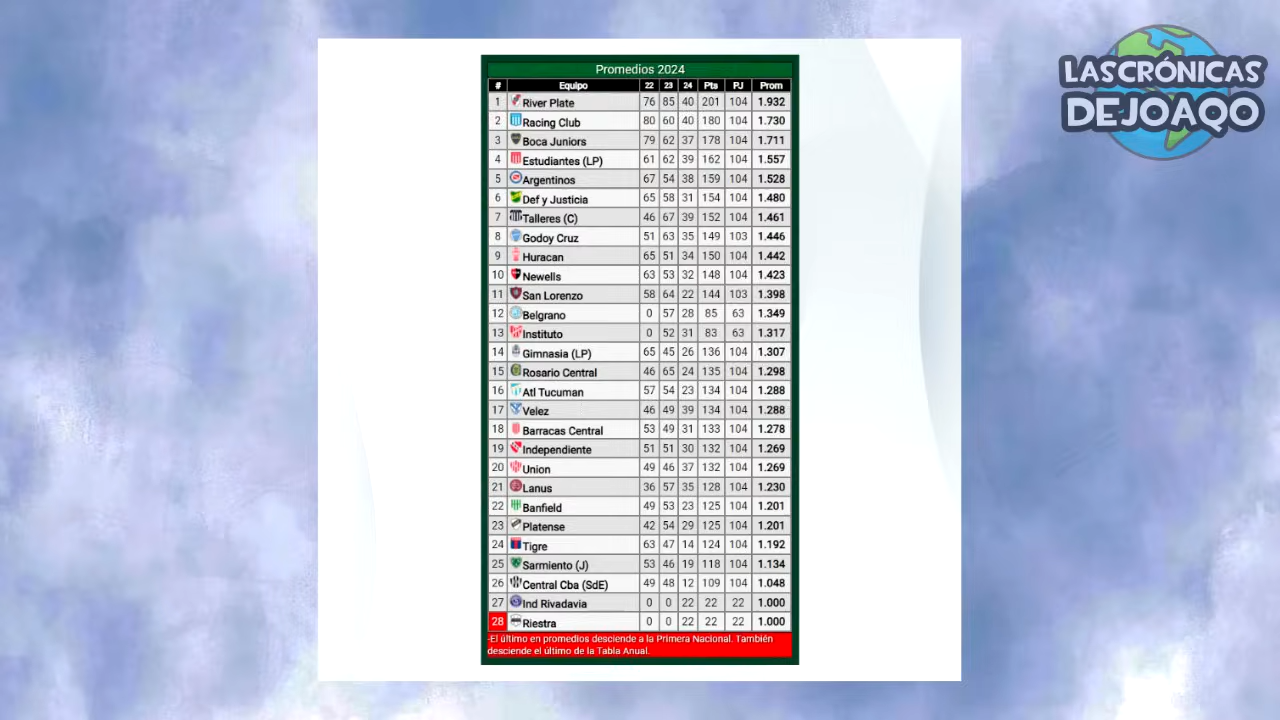 LASCRÓNICAS
DEJOAQO
Promedios 2024
# Equipo 22 23 24 Pts PJ Prom
1 River Plate 76 85 40 201 104 1.932
2 Racing Club 80 60 40 180 104 1.730
3 Boca Juniors 79 62 37 178 104 1.711
4 Estudiantes (LP) 61 62 39 162 104 1.557
5 Argentinos 67 54 38 159 104 1.528
6 Def y Justicia 65 58 31 154 104 1.480
7 Talleres (C) 46 67 39 152 104 1.461
8 Godoy Cruz 51 63 35 149 103 1.446
9 Huracan 65 51 34 150 104 1.442
10 Newells 63 53 32 148 104 1.423
11 San Lorenzo 58 64 22 144 103 1.398
12 Belgrano 0 57 28 85 63 1.349
13 Instituto 0 52 31 83 63 1.317
14 Gimnasia (LP) 65 45 26 136 104 1.307
15 Rosario Central 46 65 24 135 104 1.298
16 Atl Tucuman 57 54 23 134 104 1.288
17 Velez 46 49 39 134 104 1.288
18 Barracas Central 53 49 31 133 104 1.278
19 Independiente 51 51 30 132 104 1.269
20 Union 49 46 37 132 104 1.269
21 Lanus 36 57 35 128 104 1.230
22 Banfield 49 53 23 125 104 1.201
23 Platense 42 54 29 125 104 1.201
24 Tigre 63 47 14 124 104 1.192
25 Sarmiento (J) 53 46 19 118 104 1.134
26 Central Cba (SdE) 49 48 12 109 104 1.048
27 Ind Rivadavia 0 0 22 22 22 1.000
28 Riestra 0 0 22 22 22 1.000
-El último en promedios desciende a la Primera Nacional. También
desciende el último de la Tabla Anual.